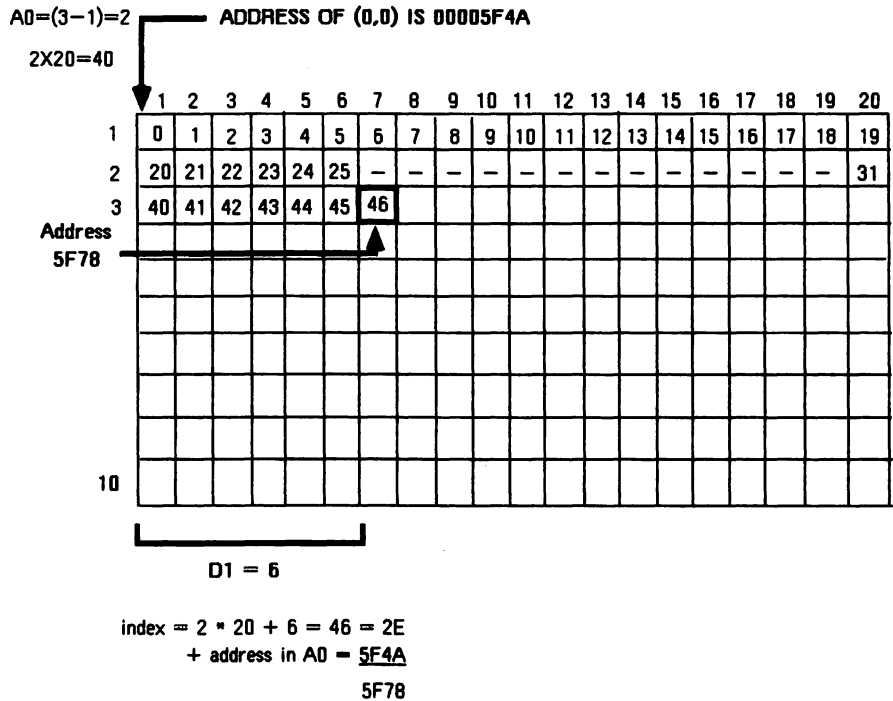 A0=(3−1)=2 ADDRESS OF (0,0) IS 00005F4A
2X20=40
1 2 3 4 5 6 7 8 9 10 11 12 13 14 15 16 17 18 19 20
1 0 1 2 3 4 5 6 7 8 9 10 11 12 13 14 15 16 17 18 19
2 20 21 22 23 24 25 − − − − − − − − − − − − − 31
3 40 41 42 43 44 45 46
Address
5F78
10
D1 = 6
index = 2 * 20 + 6 = 46 = 2E
+ address in A0 = 5F4A
5F78